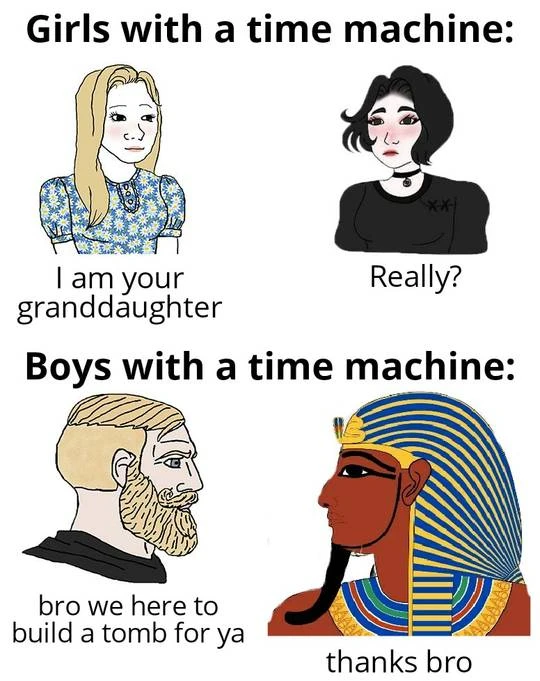 Girls with a time machine:
I am your
granddaughter
Really?
Boys with a time machine:
bro we here to
build a tomb for ya
thanks bro